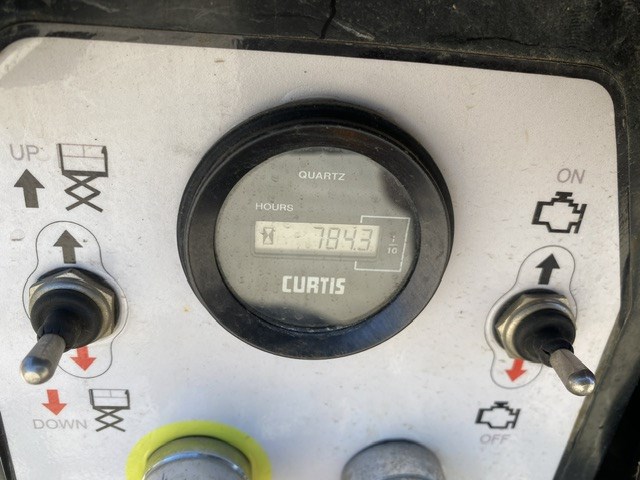 UP
ON
QUARTZ
HOURS
784.3
1/10
CURTIS
DOWN
OFF